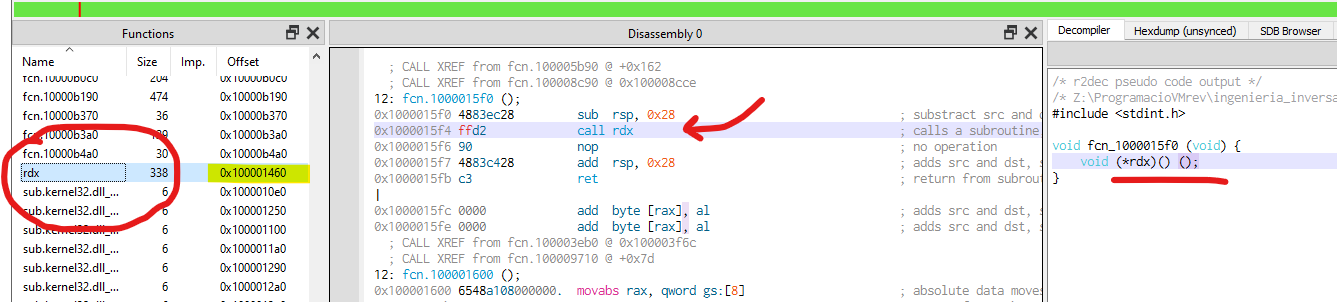 Functions
Name Size Imp. Offset
fcn.10000b0c0 204 0x10000b0c0
fcn.10000b190 474 0x10000b190
fcn.10000b370 36 0x10000b370
fcn.10000b3a0 0x10000b3a0
fcn.10000b4a0 30 0x10000b4a0
rdx 338 0x100001460
sub.kernel32.dll_... 6 0x1000010e0
sub.kernel32.dll_... 6 0x100001250
sub.kernel32.dll_... 6 0x100001100
sub.kernel32.dll_... 6 0x1000011a0
sub.kernel32.dll_... 6 0x100001290
sub.kernel32.dll_... 6 0x1000012a0
Disassembly 0
; CALL XREF from fcn.100005b90 @ +0x162
; CALL XREF from fcn.100008c90 @ 0x100008cce
12: fcn.1000015f0 ();
0x1000015f0 4883ec28 sub rsp, 0x28 ; substract src and d
0x1000015f4 ffd2 call rdx ; calls a subroutine
0x1000015f6 90 nop ; no operation
0x1000015f7 4883c428 add rsp, 0x28 ; adds src and dst, s
0x1000015fb c3 ret ; return from subrout
0x1000015fc 0000 add byte [rax], al ; adds src and dst, s
0x1000015fe 0000 add byte [rax], al ; adds src and dst, s
; CALL XREF from fcn.100003eb0 @ 0x100003f6c
; CALL XREF from fcn.100009710 @ +0x7d
12: fcn.100001600 ();
0x100001600 6548a108000000. movabs rax, qword gs:[8] ; absolute data moves
Decompiler Hexdump (unsynced) SDB Browser
/* r2dec pseudo code output */
/* Z:\ProgramacioVMrev\ingenieria_inversa
#include <stdint.h>
void fcn_1000015f0 (void) {
void (*rdx)() ();
}